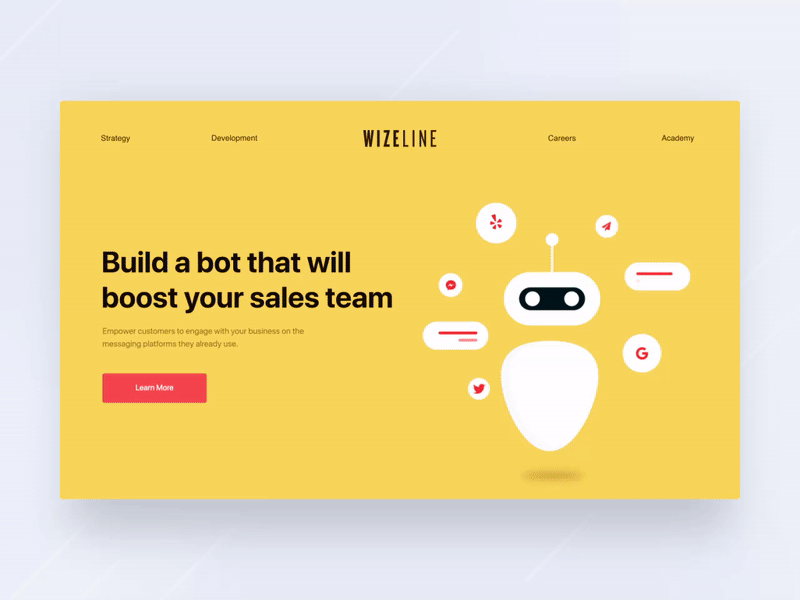 Strategy
Development
WIZELINE
Careers
Academy
Build a bot that will
boost your sales team
Empower customers to engage with your business on the
messaging platforms they already use.
Learn More
G